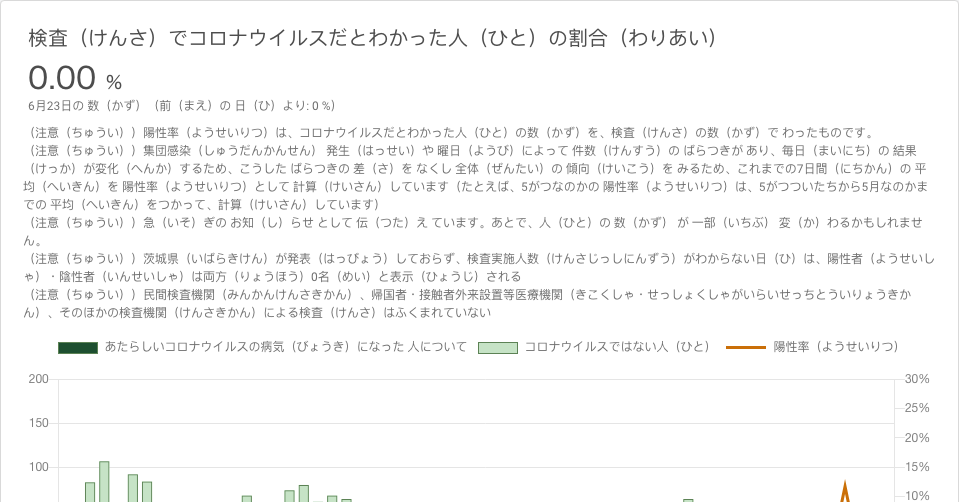 検査（けんさ）でコロナウイルスだとわかった人（ひと）の割合（わりあい）
0.00 %
6月23日の 数（かず）（前（まえ）の 日（ひ）より: 0 %）
（注意（ちゅうい））陽性率（ようせいりつ）は、コロナウイルスだとわかった人（ひと）の数（かず）を、検査（けんさ）の数（かず）で わったものです。
（注意（ちゅうい））集団感染（しゅうだんかんせん） 発生（はっせい）や 曜日（ようび）によって 件数（けんすう）の ばらつきが あり、毎日（まいにち）の 結果
（けっか）が変化（へんか）するため、こうした ばらつきの 差（さ）を なくし 全体（ぜんたい）の 傾向（けいこう）を みるため、これまでの7日間（にちかん）の 平
均（へいきん）を 陽性率（ようせいりつ）として 計算（けいさん）しています（たとえば、5がつなのかの 陽性率（ようせいりつ）は、5がつついたちから5月なのかま
での 平均（へいきん）をつかって、計算（けいさん）しています）
（注意（ちゅうい））急（いそ）ぎの お知（し）らせ として 伝（つた）え ています。あとで、人（ひと）の 数（かず） が 一部（いちぶ） 変（か）わるかもしれませ
ん。
（注意（ちゅうい））茨城県（いばらきけん）が発表（はっぴょう）しておらず、検査実施人数（けんさじっしにんずう）がわからない日（ひ）は、陽性者（ようせいし
ゃ）・陰性者（いんせいしゃ）は両方（りょうほう）0名（めい）と表示（ひょうじ）される
（注意（ちゅうい））民間検査機関（みんかんけんさきかん）、帰国者・接触者外来設置等医療機関（きこくしゃ・せっしょくしゃがいらいせっちとういりょうきか
ん）、そのほかの検査機関（けんさきかん）による検査（けんさ）はふくまれていない
あたらしいコロナウイルスの病気（びょうき）になった 人について コロナウイルスではない人（ひと） 陽性率（ようせいりつ）
200 30%
25%
150
20%
100 15%
10%